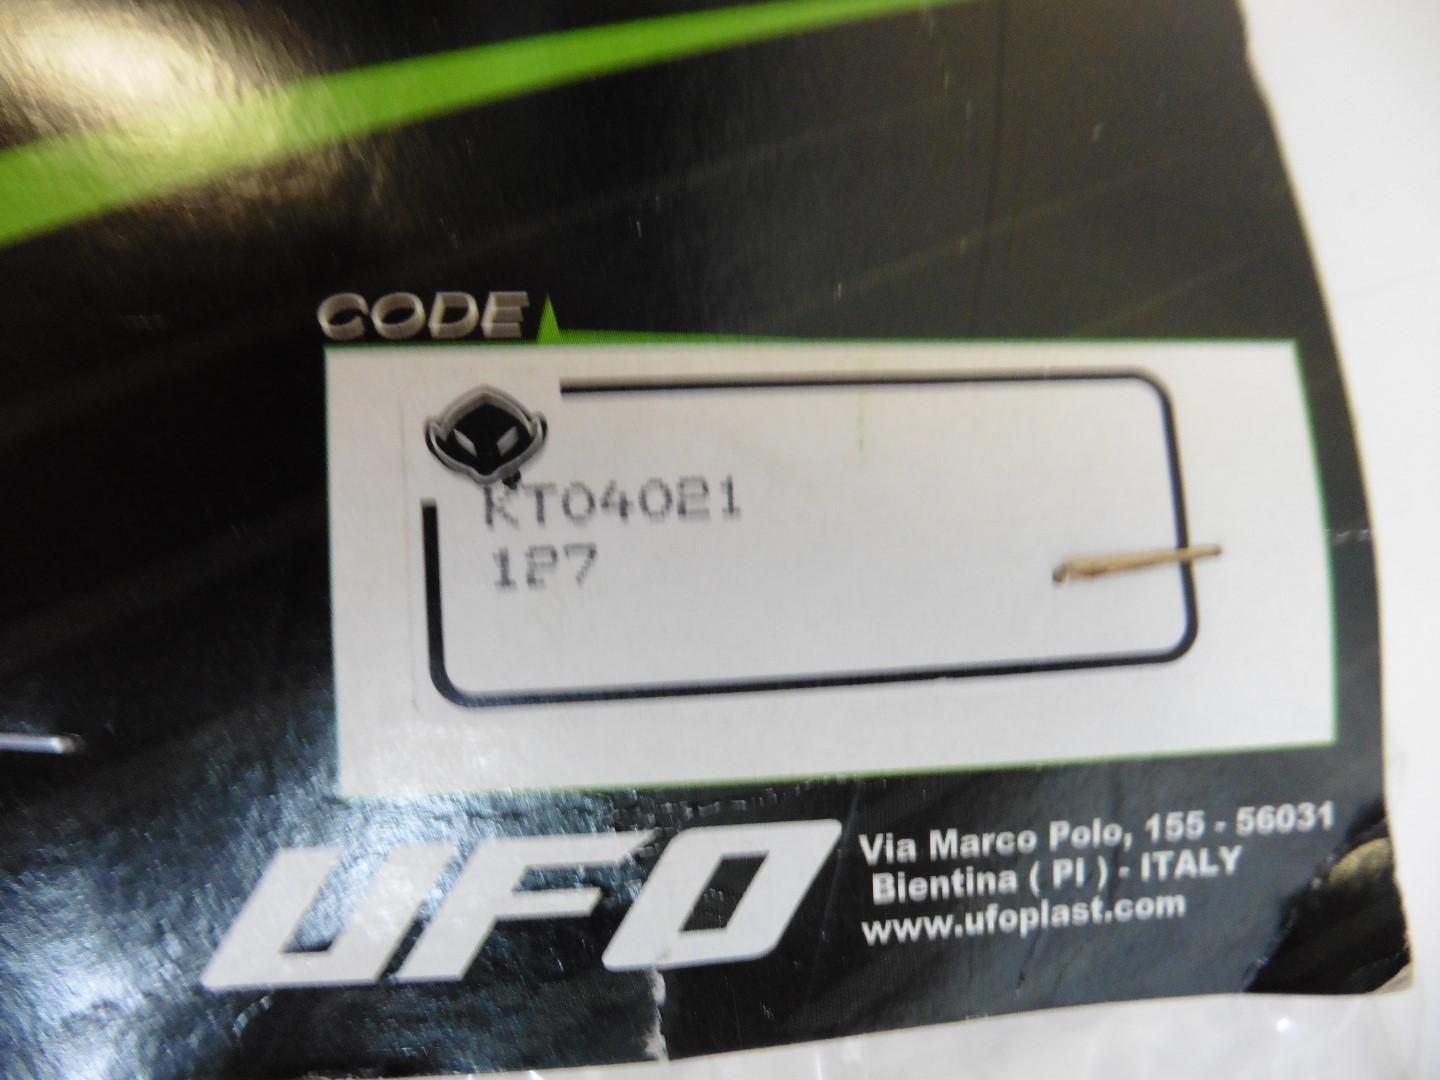 CODE
KT04021
127
UFO
Via Marco Polo, 155 - 56031
Bientina ( PI ) - ITALY
www.ufoplast.com